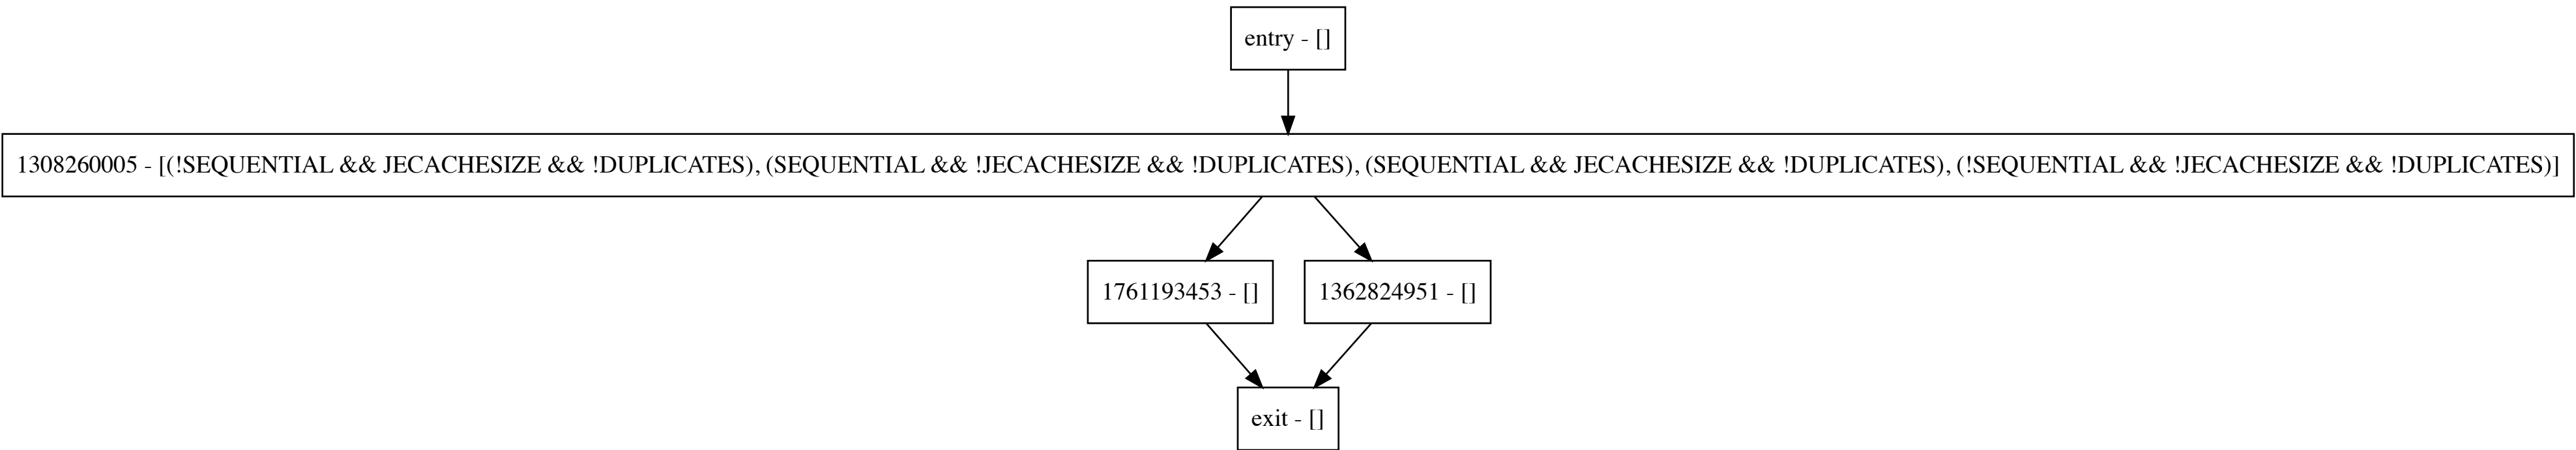 entry - []
1308260005 - [(!SEQUENTIAL && JECACHESIZE && !DUPLICATES), (SEQUENTIAL && !JECACHESIZE && !DUPLICATES), (SEQUENTIAL && JECACHESIZE && !DUPLICATES), (!SEQUENTIAL && !JECACHESIZE && !DUPLICATES)]
1761193453 - []
1362824951 - []
exit - []